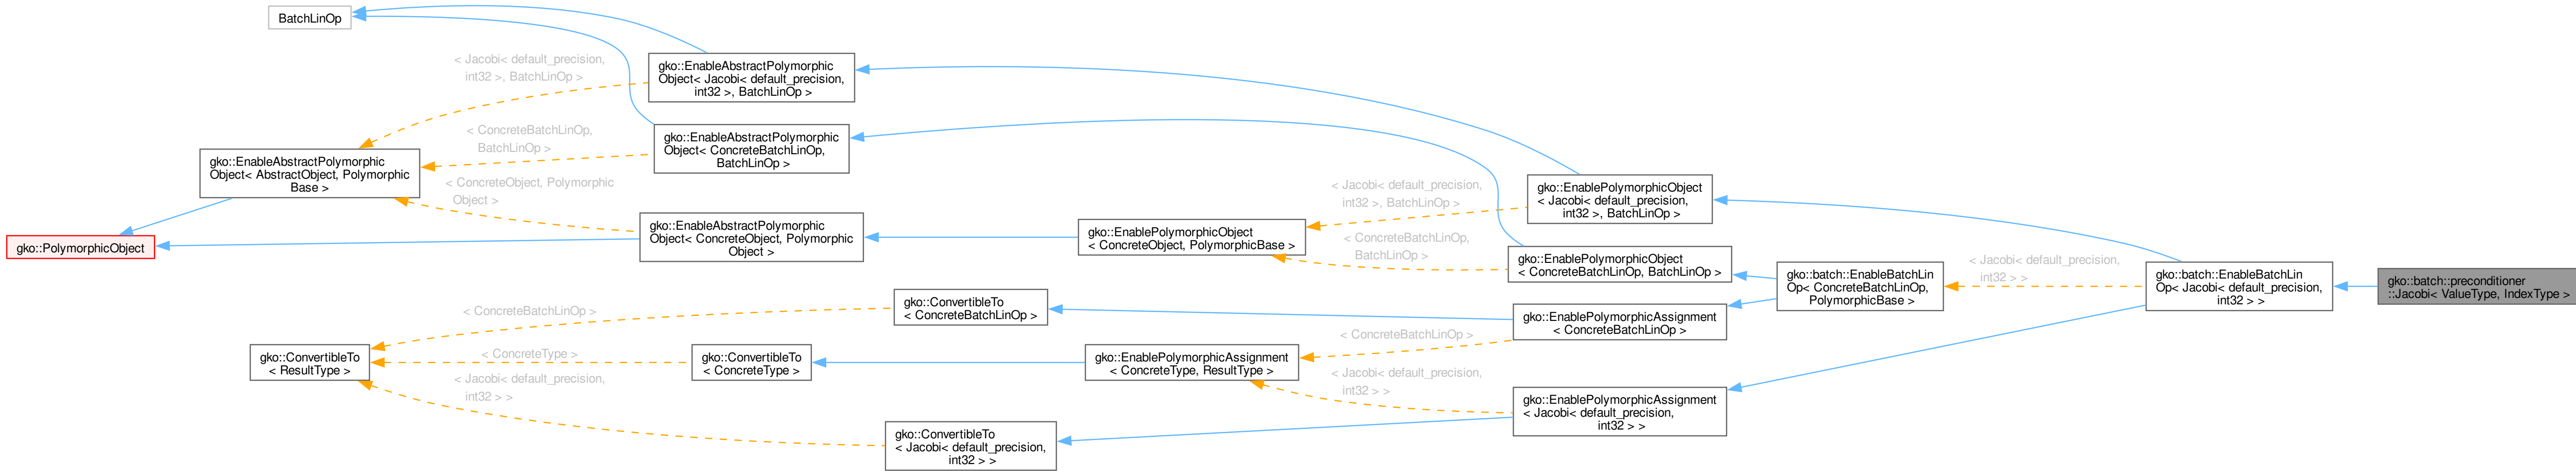 BatchLinOp
< Jacobi< default_precision,
int32 >, BatchLinOp >
gko::EnableAbstractPolymorphic
Object< Jacobi< default_precision,
int32 >, BatchLinOp >
< ConcreteBatchLinOp,
BatchLinOp >
gko::EnableAbstractPolymorphic
Object< ConcreteBatchLinOp,
BatchLinOp >
gko::EnableAbstractPolymorphic
Object< AbstractObject, Polymorphic
Base >
< ConcreteObject, Polymorphic
Object >
gko::PolymorphicObject
gko::EnableAbstractPolymorphic
Object< ConcreteObject, Polymorphic
Object >
gko::EnablePolymorphicObject
< ConcreteObject, PolymorphicBase >
< Jacobi< default_precision,
int32 >, BatchLinOp >
< ConcreteBatchLinOp,
BatchLinOp >
gko::EnablePolymorphicObject
< Jacobi< default_precision,
int32 >, BatchLinOp >
gko::EnablePolymorphicObject
< ConcreteBatchLinOp, BatchLinOp >
gko::batch::EnableBatchLin
Op< ConcreteBatchLinOp,
PolymorphicBase >
< Jacobi< default_precision,
int32 > >
gko::batch::EnableBatchLin
Op< Jacobi< default_precision,
int32 > >
gko::batch::preconditioner
::Jacobi< ValueType, IndexType >
< ConcreteBatchLinOp >
gko::ConvertibleTo
< ConcreteBatchLinOp >
gko::EnablePolymorphicAssignment
< ConcreteBatchLinOp >
gko::ConvertibleTo
< ResultType >
< ConcreteType >
gko::ConvertibleTo
< ConcreteType >
gko::EnablePolymorphicAssignment
< ConcreteType, ResultType >
< ConcreteBatchLinOp >
< Jacobi< default_precision,
int32 > >
< Jacobi< default_precision,
int32 > >
gko::EnablePolymorphicAssignment
< Jacobi< default_precision,
int32 > >
gko::ConvertibleTo
< Jacobi< default_precision,
int32 > >